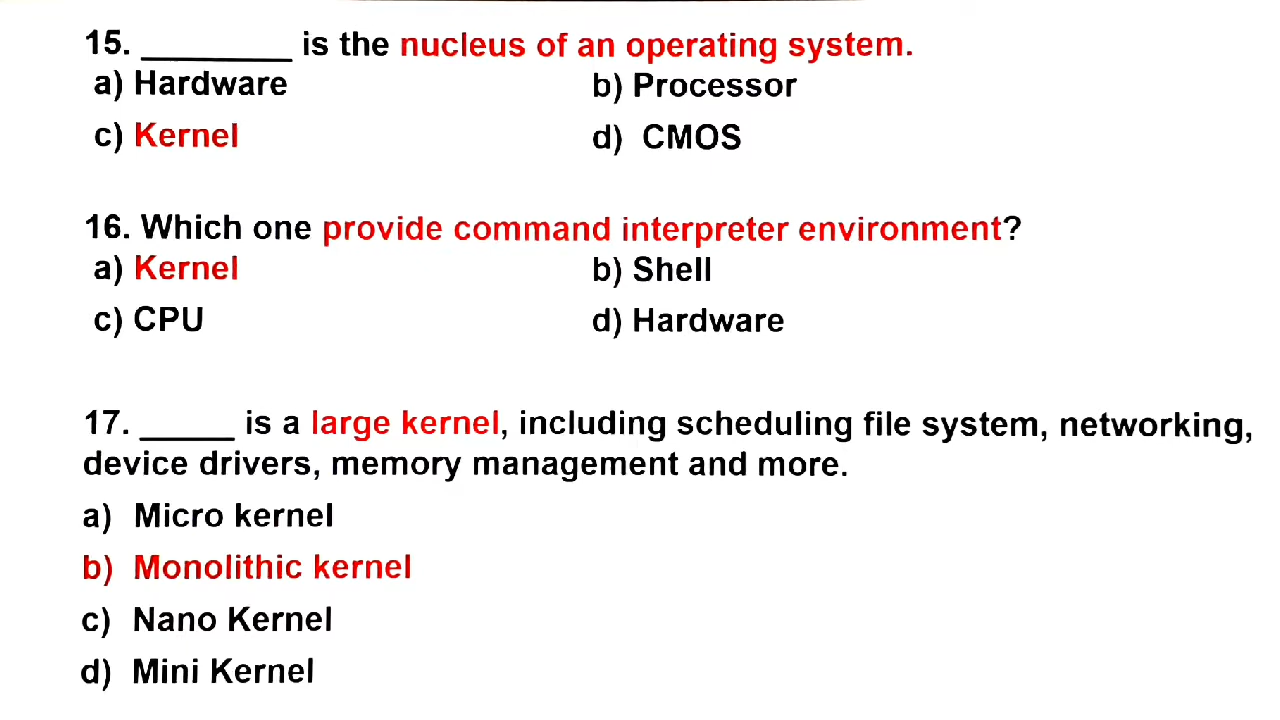 15. ________ is the nucleus of an operating system.
a) Hardware b) Processor
c) Kernel d) CMOS
16. Which one provide command interpreter environment?
a) Kernel b) Shell
c) CPU d) Hardware
17. _____ is a large kernel, including scheduling file system, networking,
device drivers, memory management and more.
a) Micro kernel
b) Monolithic kernel
c) Nano Kernel
d) Mini Kernel